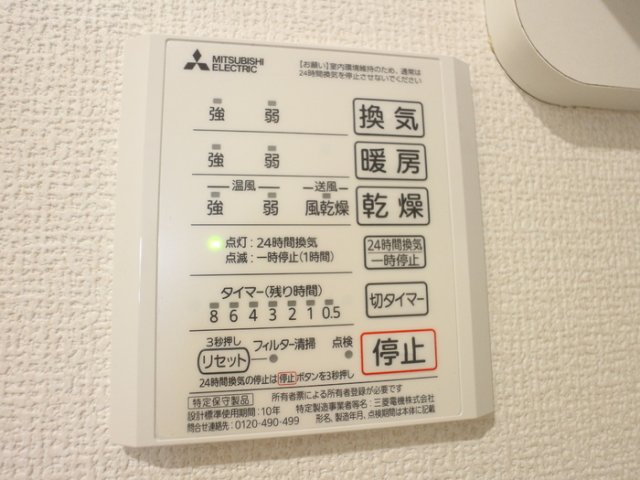 MITSUBISHI
ELECTRIC
【お願い】室内環境維持のため、通常は
24時間換気を停止させないでください
強 弱 換気
強 弱 暖房
温風 送風
強 弱 風乾燥 乾燥
点灯:24時間換気
点滅:一時停止(1時間)
24時間換気
一時停止
タイマー(残り時間)
8 6 4 3 2 1 0.5
切タイマー
3秒押し
リセット フィルター清掃 点検
停止
24時間換気の停止は停止ボタンを3秒押し
特定保守製品 所有者票による所有者登録が必要です
設計標準使用期間:10年 特定製造事業者等名:三菱電機株式会社
問合せ連絡先:0120-490-499 形名、製造年月、点検期間は本体に記載